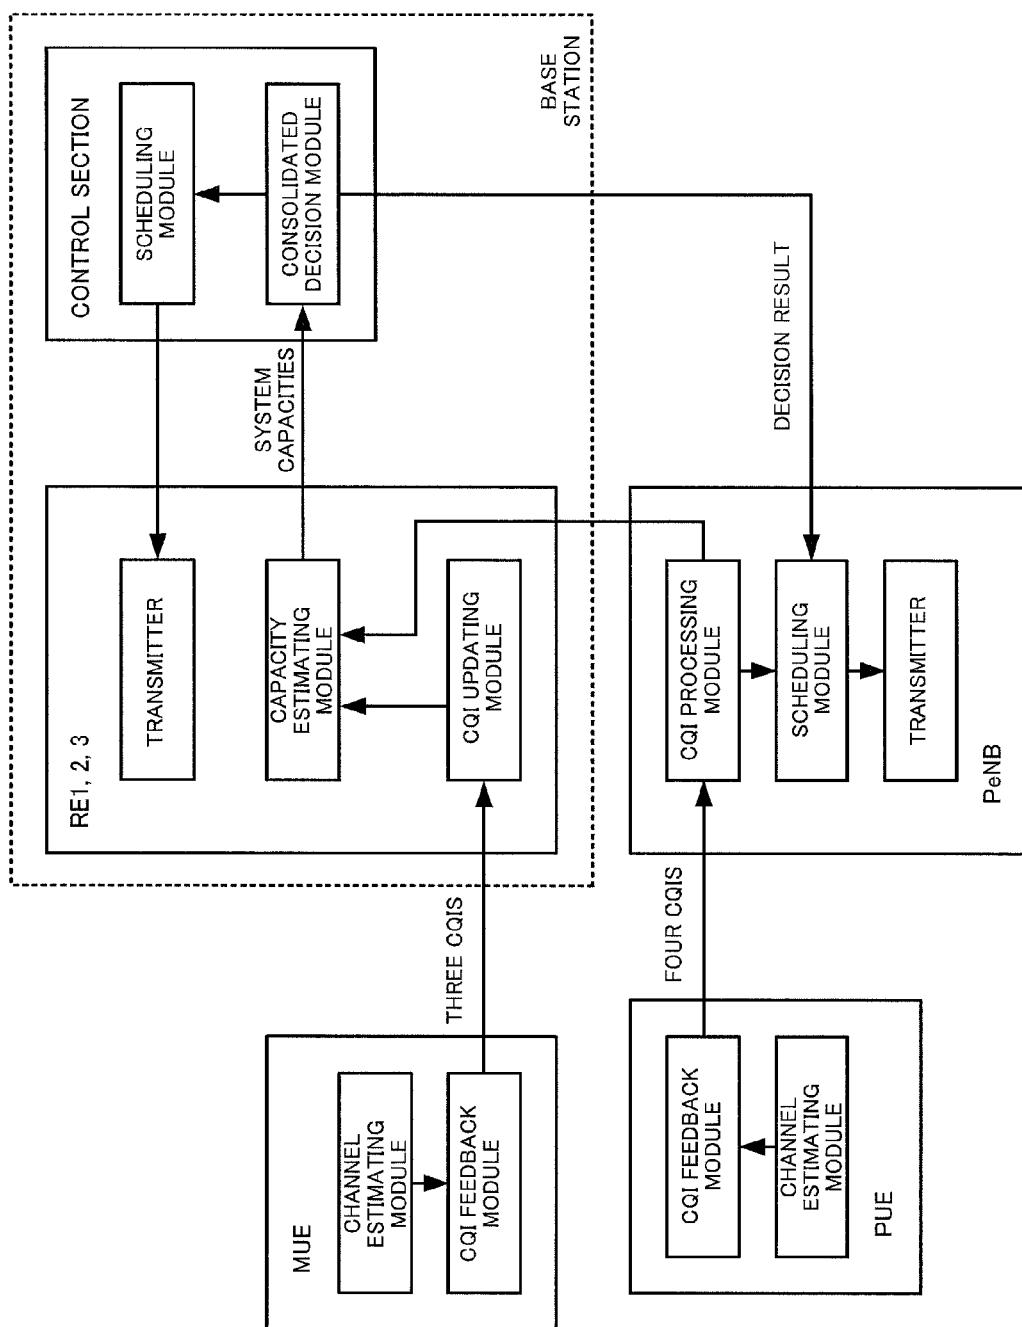 MUE
CHANNEL
ESTIMATING
MODULE
CQI FEEDBACK
MODULE
THREE CQIS
RE1, 2, 3
TRANSMITTER
CAPACITY
ESTIMATING
MODULE
CQI UPDATING
MODULE
SYSTEM
CAPACITIES
CONTROL SECTION
SCHEDULING
MODULE
CONSOLIDATED
DECISION MODULE
BASE
STATION
CQI FEEDBACK
MODULE
CHANNEL
ESTIMATING
MODULE
PUE
FOUR CQIS
CQI PROCESSING
MODULE
SCHEDULING
MODULE
TRANSMITTER
PeNB
DECISION RESULT